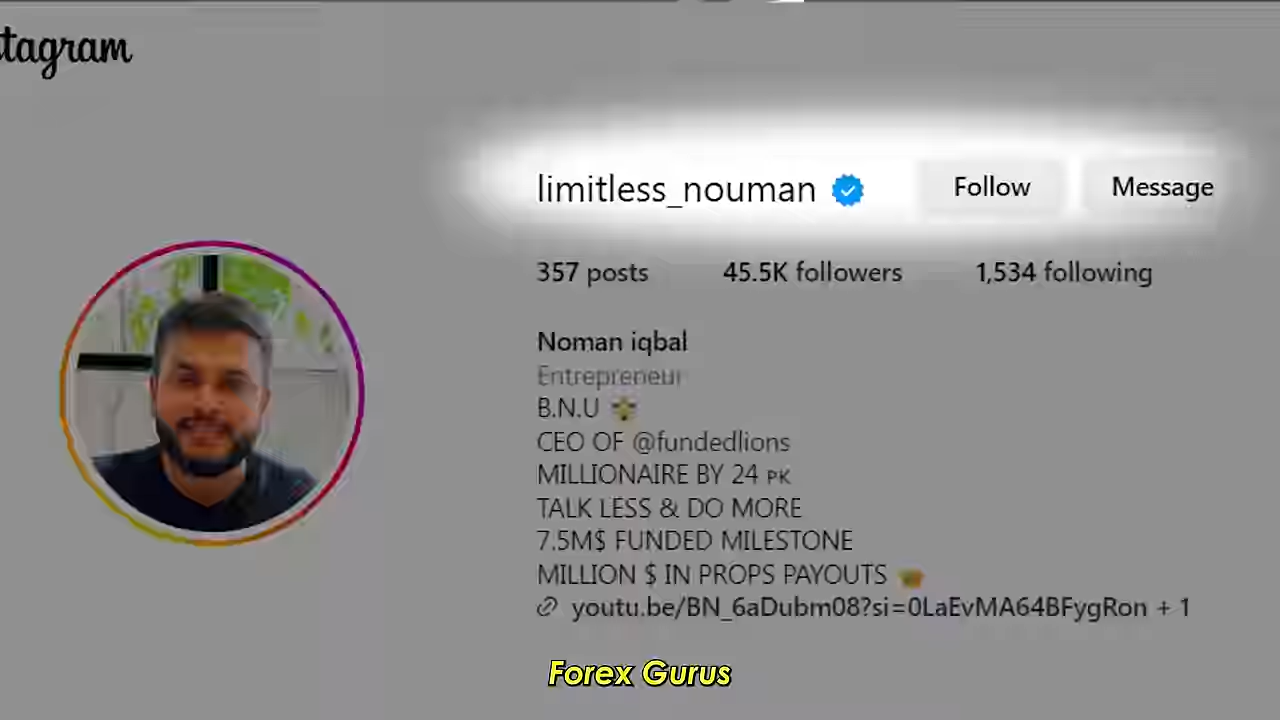 stagram
limitless_nouman Follow Message
357 posts 45.5K followers 1,534 following
Noman iqbal
Entrepreneur
B.N.U
CEO OF @fundedlions
MILLIONAIRE BY 24 PK
TALK LESS & DO MORE
7.5M$ FUNDED MILESTONE
MILLION $ IN PROPS PAYOUTS
youtu.be/BN_6aDubm08?si=0LaEvMA64BFygRon + 1
Forex Gurus